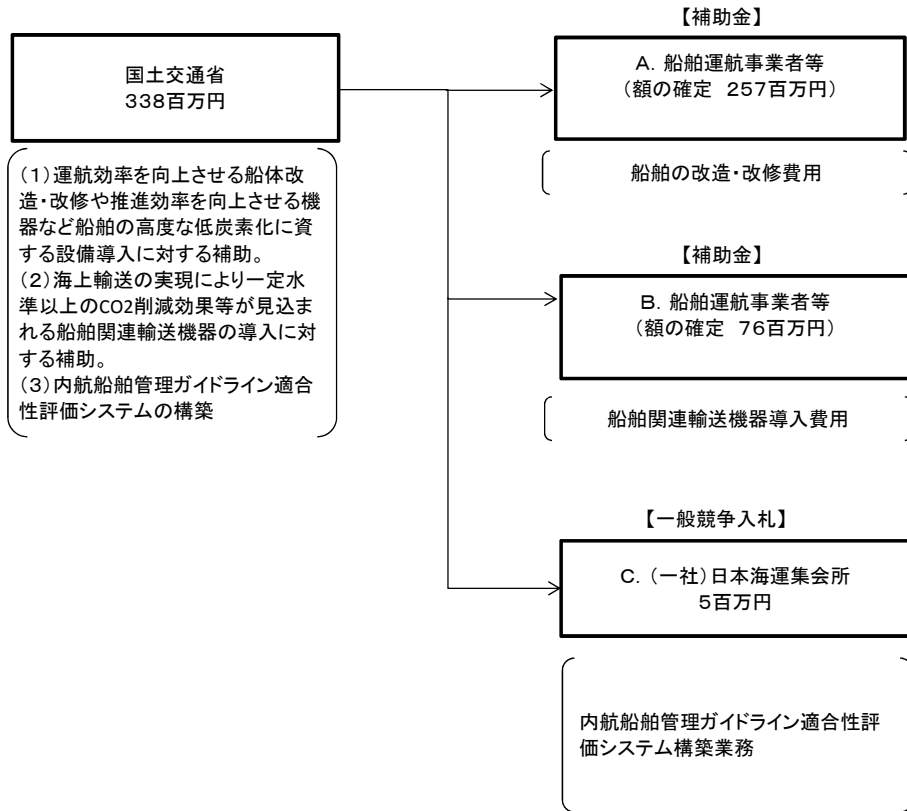 国土交通省
338百万円
(1)運航効率を向上させる船体改
造・改修や推進効率を向上させる機
器など船舶の高度な低炭素化に資
する設備導入に対する補助。
(2)海上輸送の実現により一定水
準以上のCO2削減効果等が見込ま
れる船舶関連輸送機器の導入に対
する補助。
(3)内航船舶管理ガイドライン適合
性評価システムの構築
【補助金】
A. 船舶運航事業者等
(額の確定 257百万円)
船舶の改造・改修費用
【補助金】
B. 船舶運航事業者等
(額の確定 76百万円)
船舶関連輸送機器導入費用
【一般競争入札】
C. (一社)日本海運集会所
5百万円
内航船舶管理ガイドライン適合性評
価システム構築業務